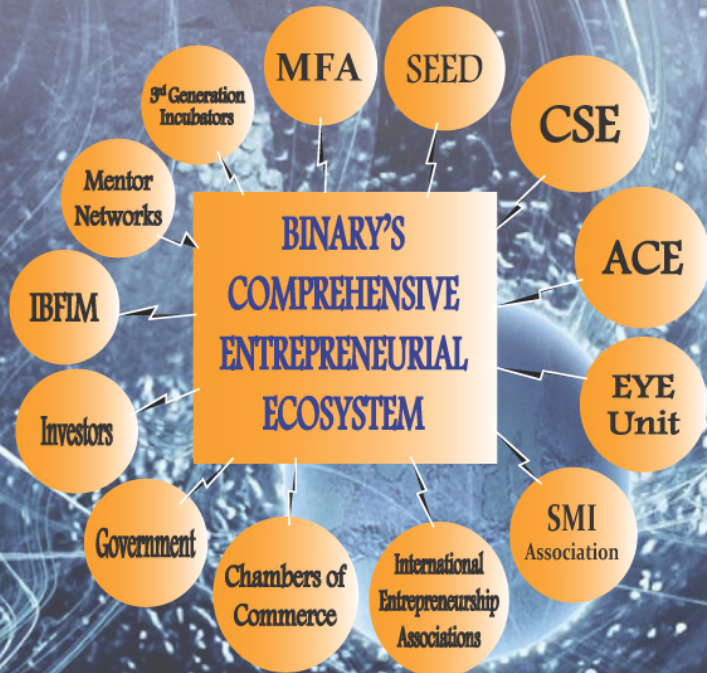 MFA
SEED
3rd Generation
Incubators
CSE
Mentor
Networks
BINARY'S
COMPREHENSIVE
ENTREPRENEURIAL
ECOSYSTEM
ACE
IBFIM
EYE
Unit
Investors
SMI
Association
Government
Chambers of
Commerce
International
Entrepreneurship
Associations